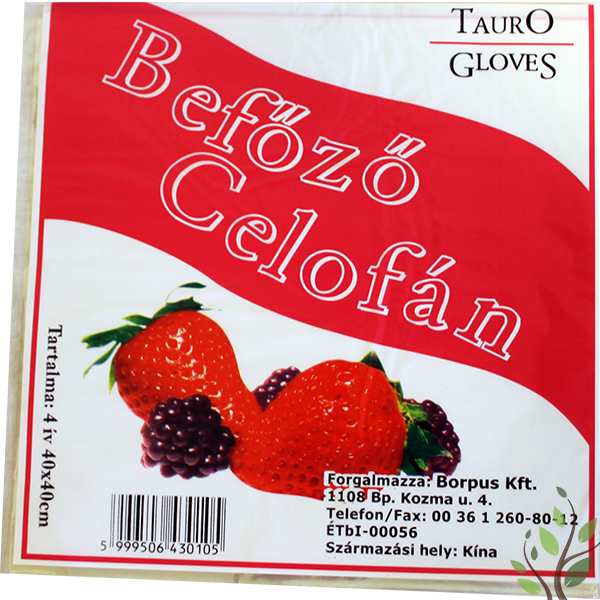 TAURO
GLOVES
Befőző
Celofán
Tartalma: 4 ív 40x40cm
Forgalmazza: Borpus Kft.
1108 Bp. Kozma u. 4.
Telefon/Fax: 00 36 1 260-80-12
ÉTbI-00056
Származási hely: Kína
5 999506 430105